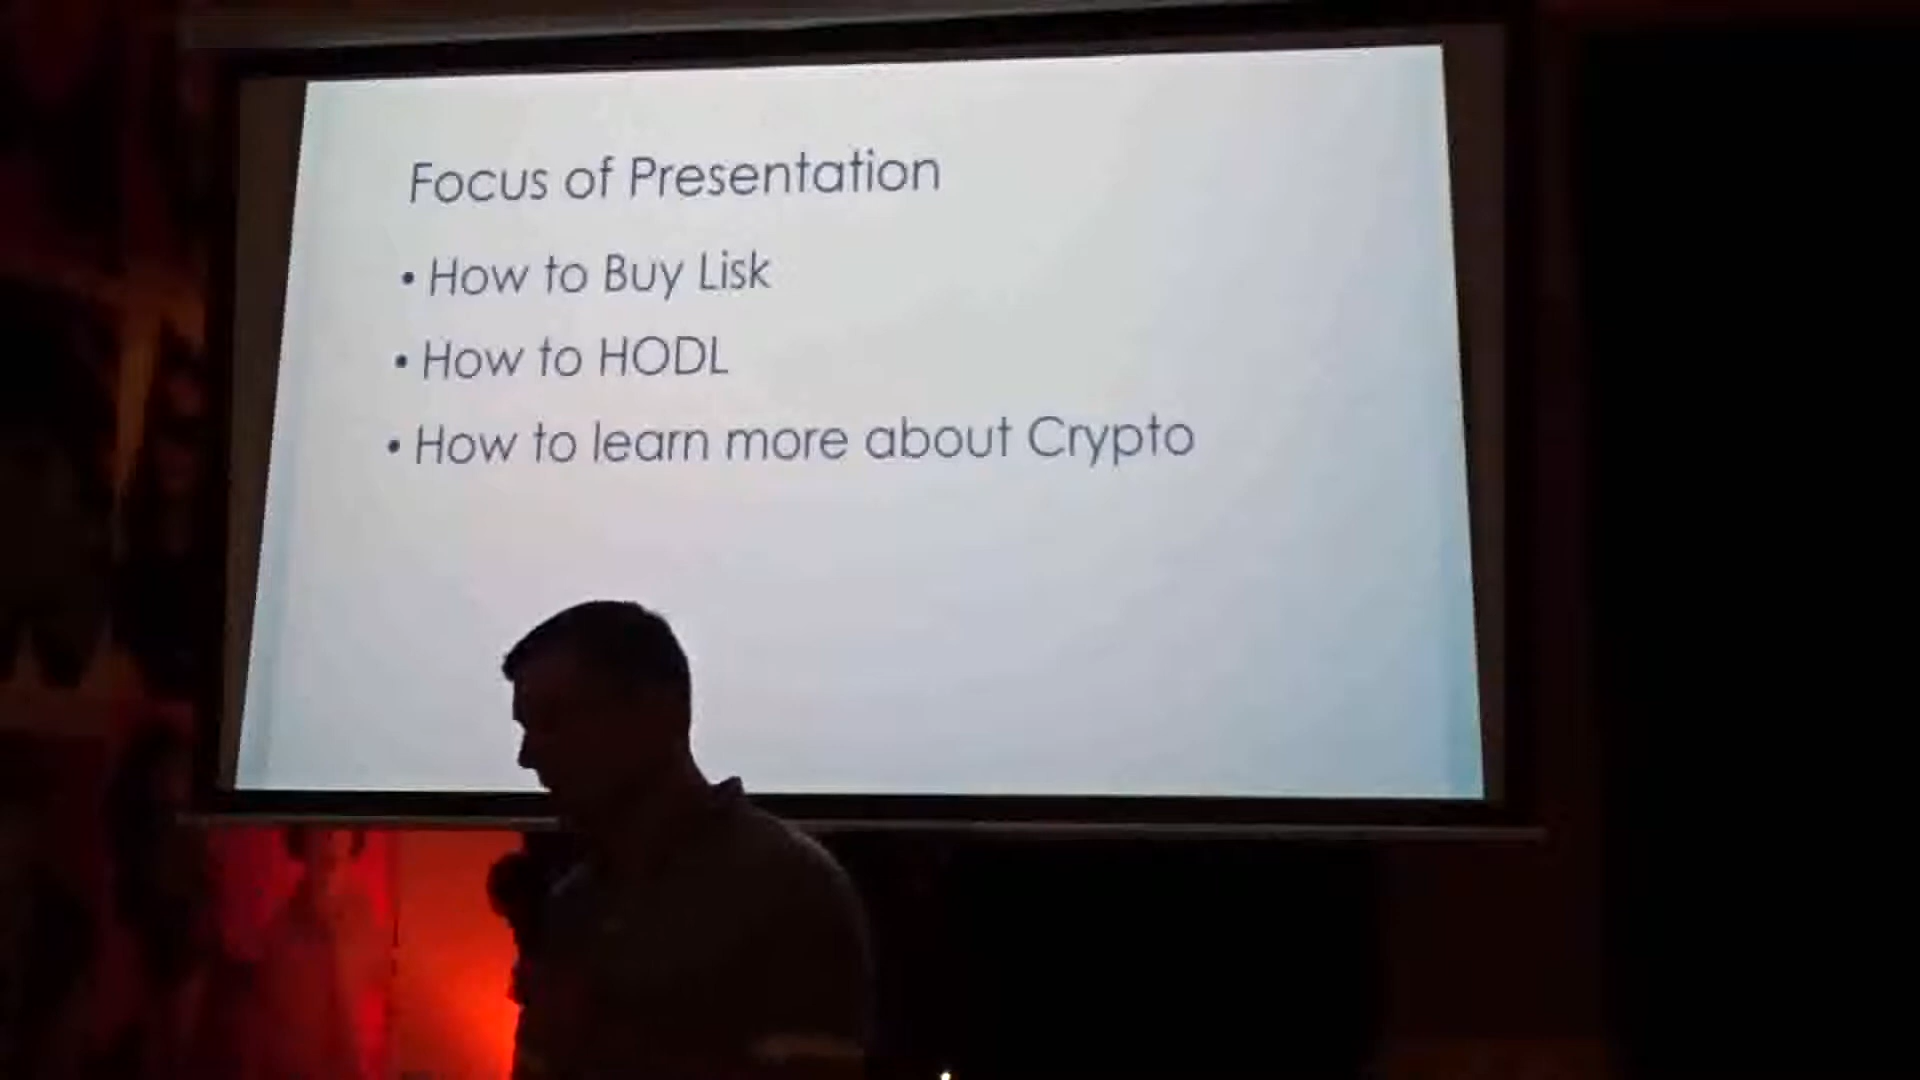 Focus of Presentation
• How to Buy Lisk
• How to HODL
• How to learn more about Crypto